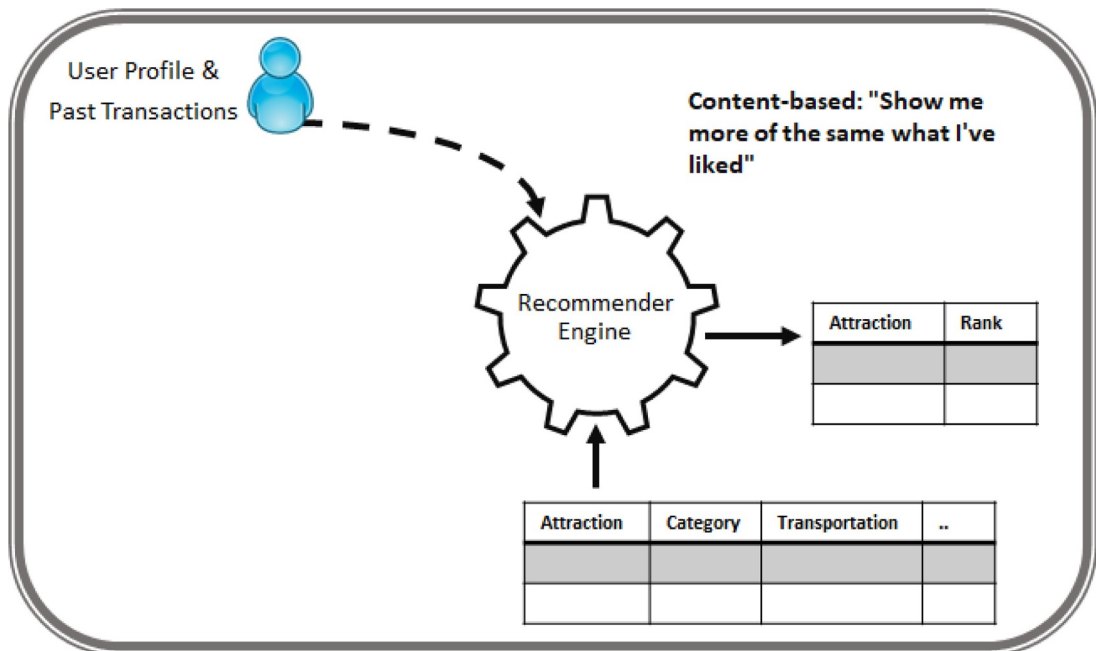 User Profile &
Past Transactions
Content-based: "Show me
more of the same what I've
liked"
Recommender
Engine
Attraction Rank
Attraction Category Transportation ..